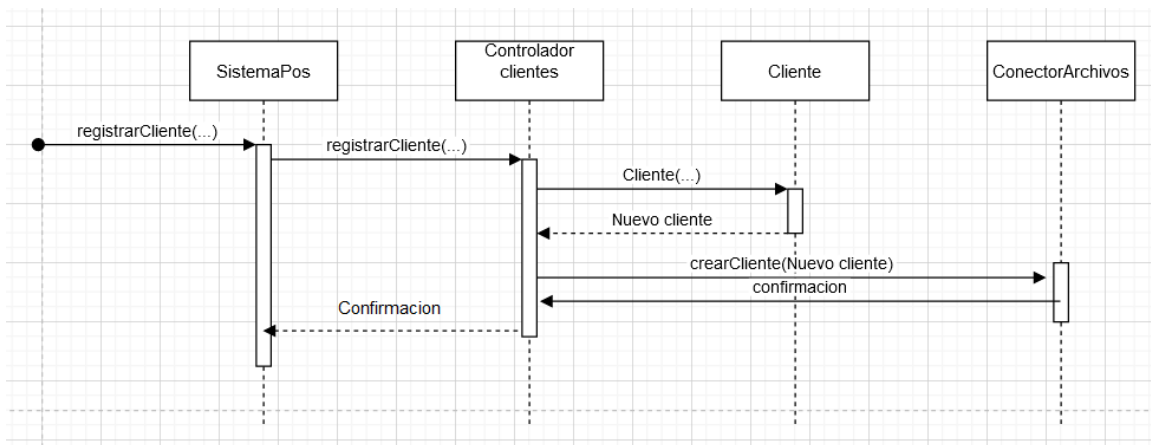 SistemaPos
Controlador
clientes
Cliente
ConectorArchivos
registrarCliente(...)
registrarCliente(...)
Cliente(...)
Nuevo cliente
crearCliente(Nuevo cliente)
confirmacion
Confirmacion